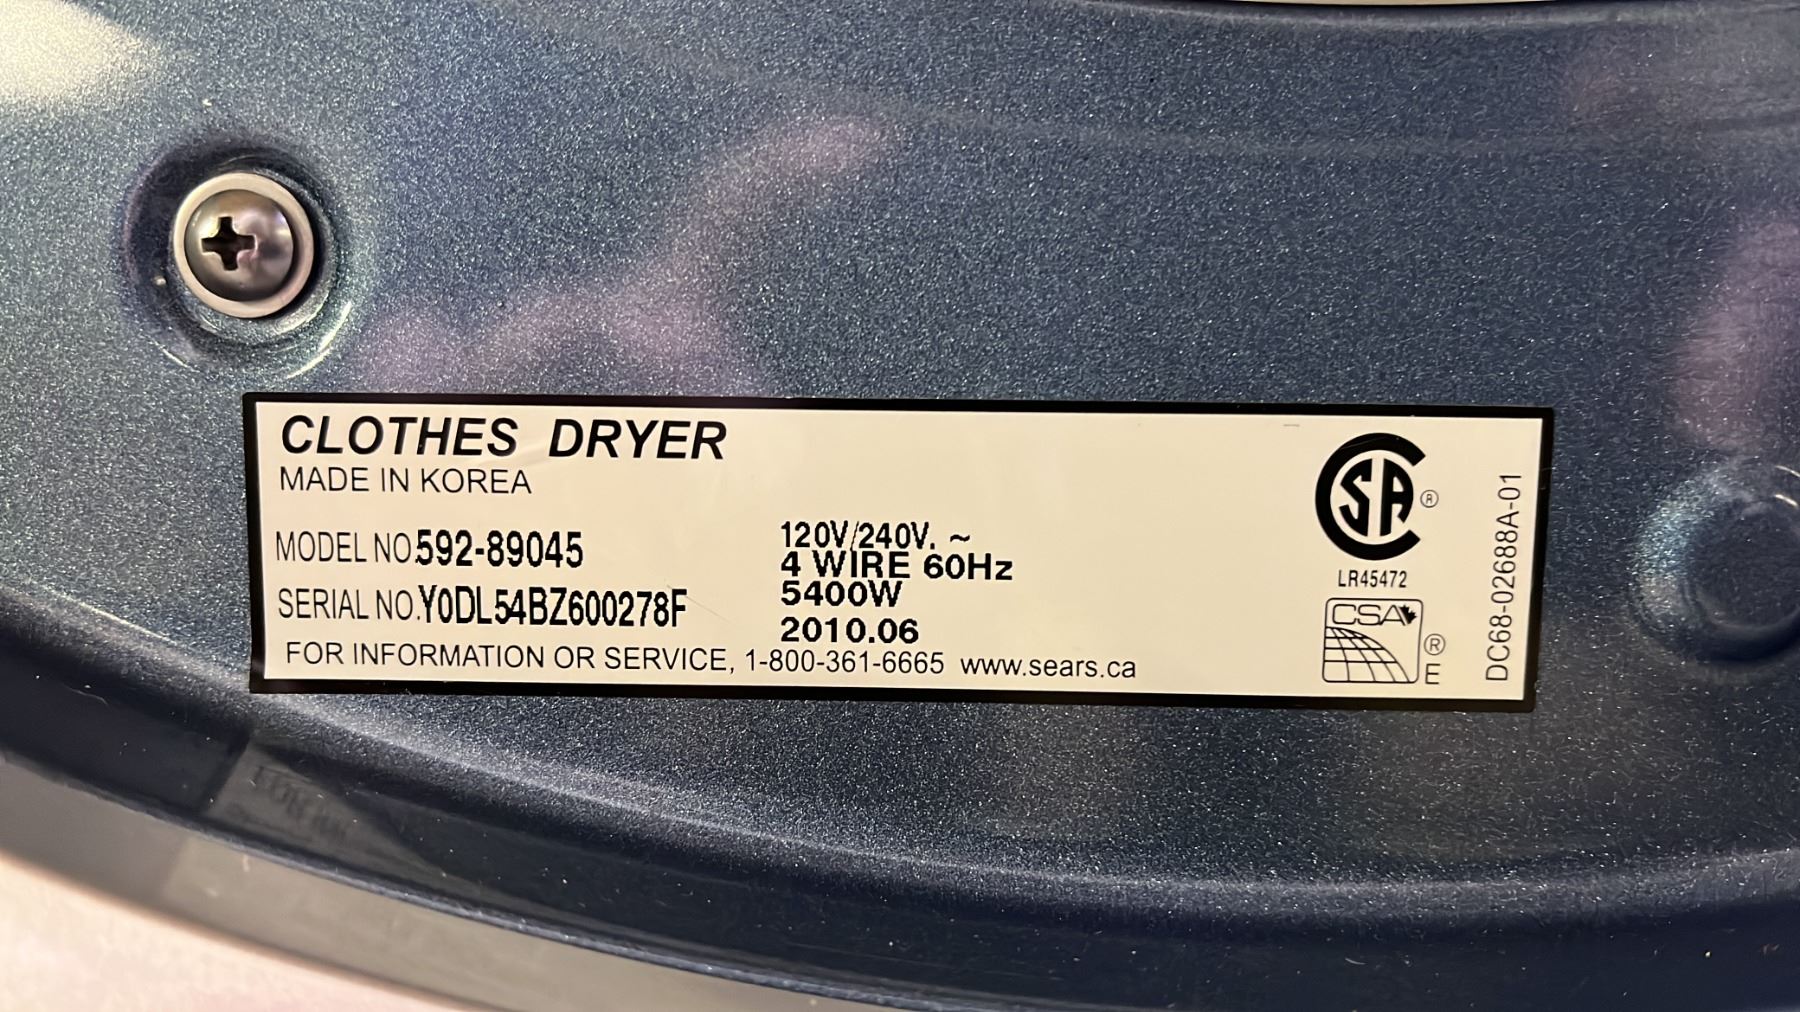 CLOTHES DRYER
MADE IN KOREA
MODEL NO.592-89045
SERIAL NO.Y0DL54BZ600278F
120V/240V. ~
4 WIRE 60Hz
5400W
2010.06
FOR INFORMATION OR SERVICE, 1-800-361-6665 www.sears.ca
SA ®
LR45472
CSA
®
E
DC68-02688A-01